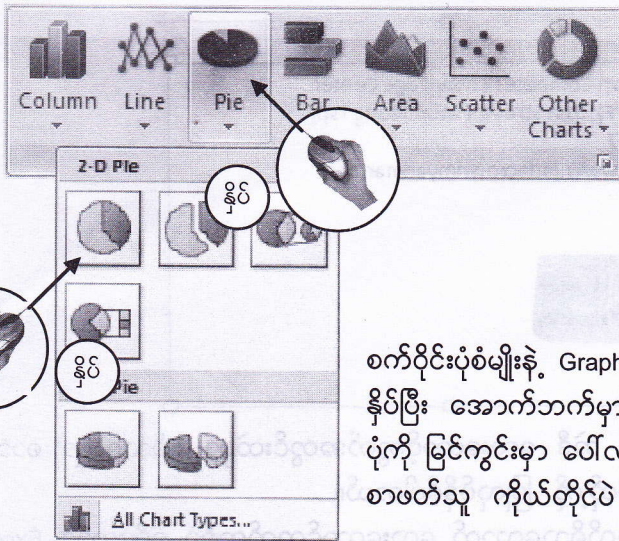 Column Line Pie Bar Area Scatter Other
Charts
2-D Pie
နှိပ်
နှိပ်
Pie
All Chart Types...
စက်ဝိုင်းပုံစံမျိုးနဲ့ Graph
နှိပ်ပြီး အောက်ဘက်မှာ
ပုံကို မြင်ကွင်းမှာ ပေါ်လ
စာဖတ်သူ ကိုယ်တိုင်ပဲ